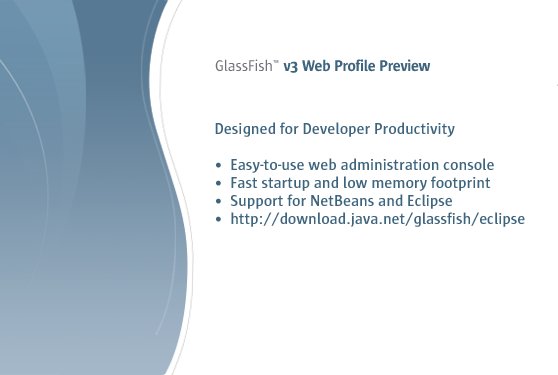 GlassFish™ v3 Web Profile Preview
Designed for Developer Productivity
• Easy-to-use web administration console
• Fast startup and low memory footprint
• Support for NetBeans and Eclipse
• http://download.java.net/glassfish/eclipse